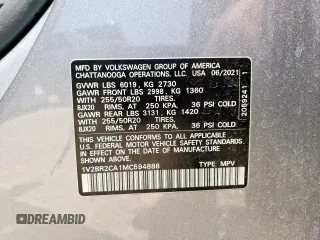 MFD BY VOLKSWAGEN GROUP OF AMERICA
CHATTANOOGA OPERATIONS, LLC, USA 06/2021
GVWR LBS 6019, KG 2730
GAWR FRONT LBS 2998, KG 1360
WITH 255/50R20 TIRES,
8JX20 RIMS, AT 250 KPA, 36 PSI COLD
GAWR REAR LBS 3131, KG 1420
WITH 255/50R20 TIRES,
8JX20 RIMS, AT 250 KPA, 36 PSI COLD
THIS VEHICLE CONFORMS TO ALL APPLICABLE
FEDERAL MOTOR VEHICLE SAFETY STANDARDS IN
EFFECT ON THE DATE OF MANUFACTURE SHOWN ABOVE
1V2BR2CA1MC594888 TYPE: MPV
20059241 1
DREAMBID
DREAMBID